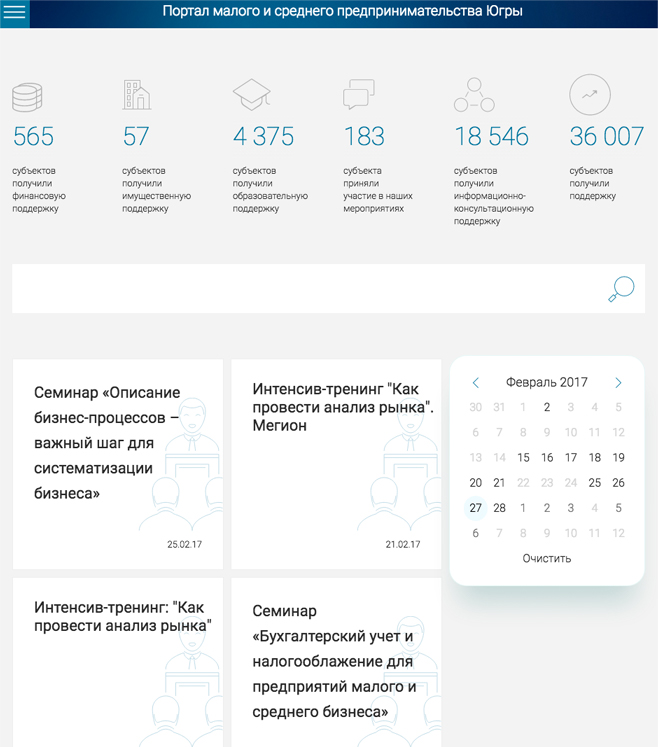 Портал малого и среднего предпринимательства Югры
565
субъектов
получили
финансовую
поддержку
57
субъектов
получили
имущественную
поддержку
4 375
субъектов
получили
образовательную
поддержку
183
субъекта
приняли
участие в наших
мероприятиях
18 546
субъектов
получили
информационно-
консультационную
поддержку
36 007
субъектов
получили
поддержку
Семинар «Описание
бизнес-процессов –
важный шаг для
систематизации
бизнеса»
25.02.17
Интенсив-тренинг "Как
провести анализ рынка".
Мегион
21.02.17
Февраль 2017
30 31 1 2 3 4 5
6 7 8 9 10 11 12
13 14 15 16 17 18 19
20 21 22 23 24 25 26
27 28 1 2 3 4 5
6 7 8 9 10 11 12
Очистить
Интенсив-тренинг: "Как
провести анализ рынка"
Семинар
«Бухгалтерский учет и
налогооблажение для
предприятий малого и
среднего бизнеса»